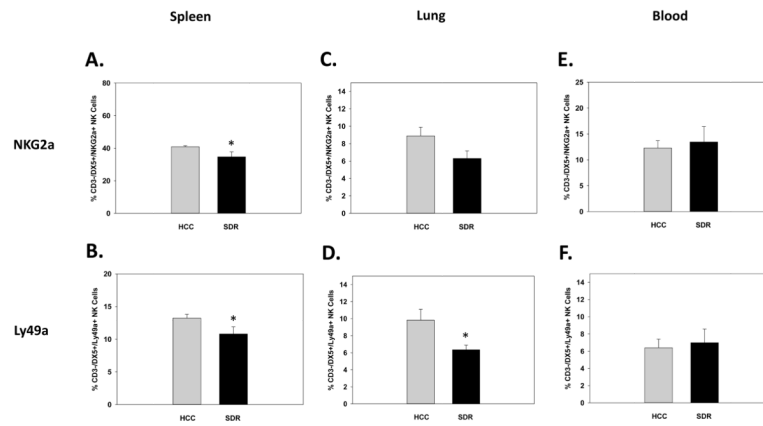 Spleen Lung Blood
A. C. E.
NKG2a
% CD3-/DX5+/NKG2a+ NK Cells
80
60
40
20
0
*
HCC SDR
% CD3-/DX5+/NKG2a+ NK Cells
14
12
10
8
6
4
2
0
HCC SDR
% CD3-/DX5+/NKG2a+ NK Cells
25
20
15
10
5
0
HCC SDR
B. D. F.
Ly49a
% CD3-/DX5+/Ly49a+ NK Cells
20
15
10
5
0
*
HCC SDR
% CD3-/DX5+/Ly49a+ NK Cells
14
12
10
8
6
4
2
0
*
HCC SDR
% CD3-/DX5+/Ly49a+ NK Cells
14
12
10
8
6
4
2
0
HCC SDR